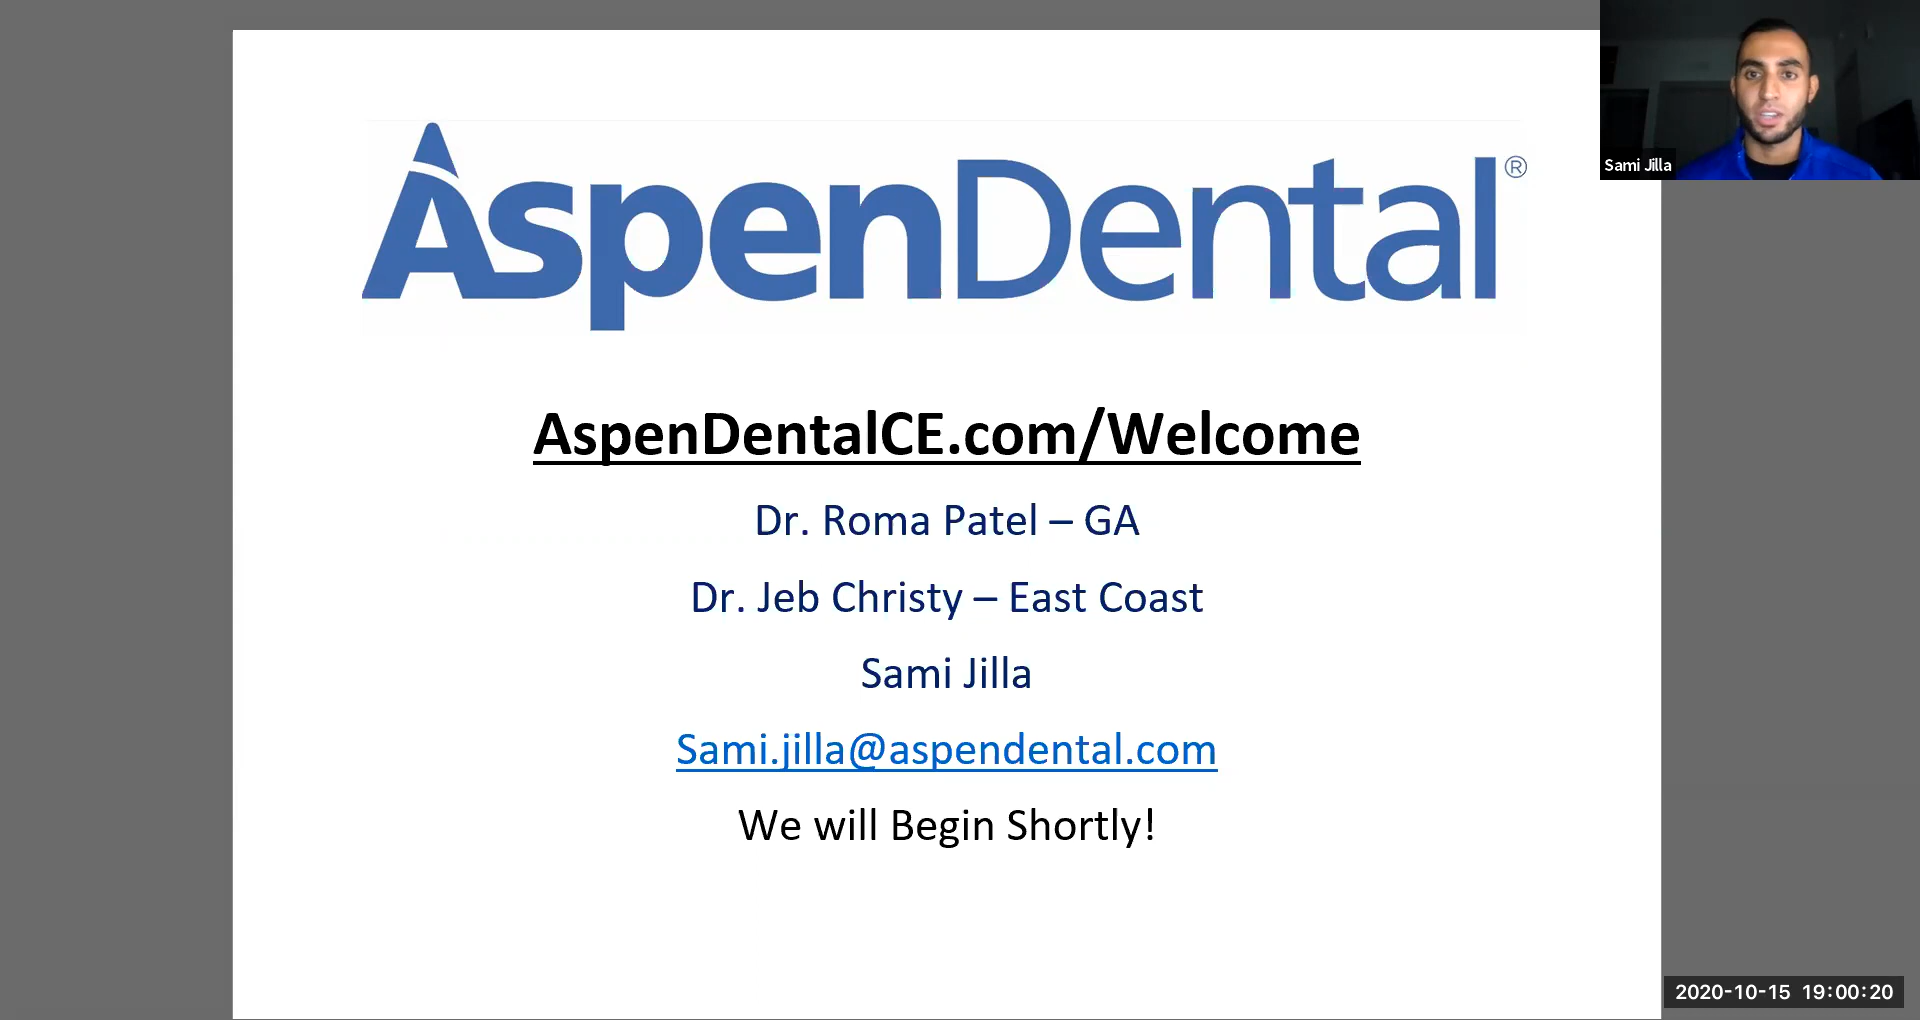 AspenDental®
AspenDentalCE.com/Welcome
Dr. Roma Patel – GA
Dr. Jeb Christy – East Coast
Sami Jilla
Sami.jilla@aspendental.com
We will Begin Shortly!
Sami Jilla
2020-10-15 19:00:20